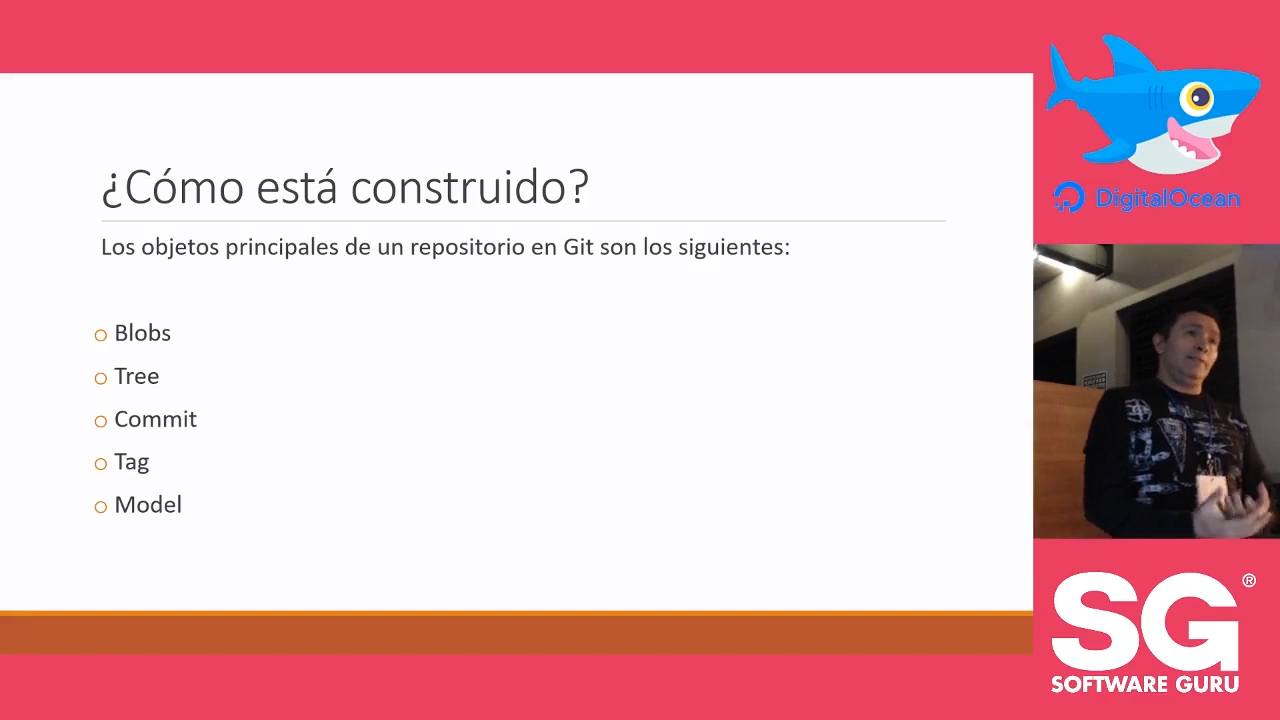 ¿Cómo está construido?
Los objetos principales de un repositorio en Git son los siguientes:
Blobs
Tree
Commit
Tag
Model
DigitalOcean
SG®
SOFTWARE GURU